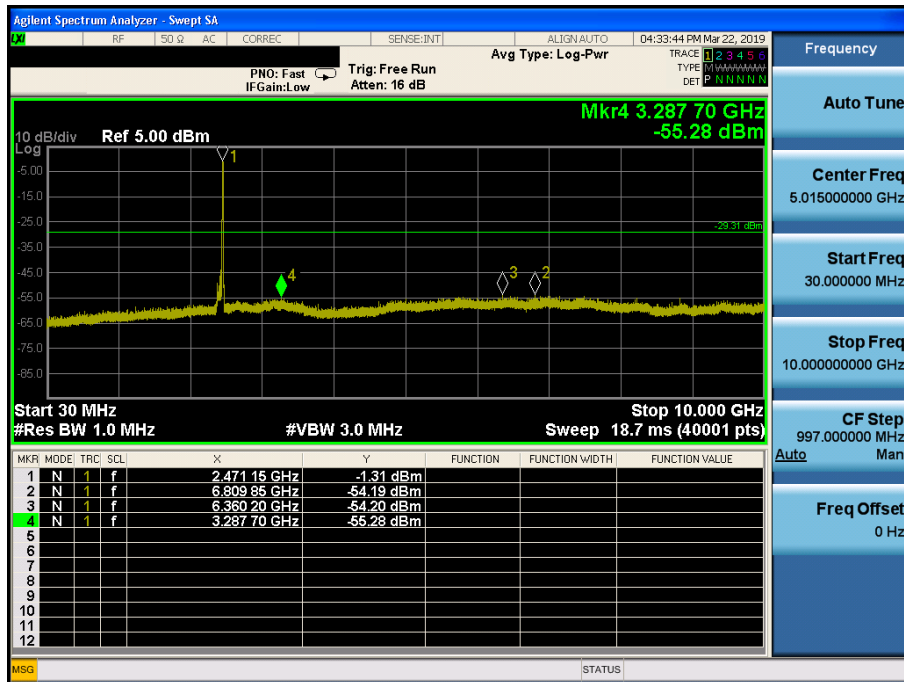 Agilent Spectrum Analyzer - Swept SA
LXI RF 50 Ω AC CORREC SENSE:INT ALIGN AUTO 04:33:44 PM Mar 22, 2019
Avg Type: Log-Pwr TRACE 1 2 3 4 5 6
PNO: Fast Trig: Free Run TYPE M WWWWW
IFGain:Low Atten: 16 dB DET P N N N N N
Mkr4 3.287 70 GHz
-55.28 dBm
10 dB/div Ref 5.00 dBm
Log
1
-5.00
-15.0
-25.0
-29.31 dBm
-35.0
-45.0
4 3 2
-55.0
-65.0
-75.0
-85.0
Start 30 MHz Stop 10.000 GHz
#Res BW 1.0 MHz #VBW 3.0 MHz Sweep 18.7 ms (40001 pts)
MKR MODE TRC SCL X Y FUNCTION FUNCTION WIDTH FUNCTION VALUE
1 N 1 f 2.471 15 GHz -1.31 dBm
2 N 1 f 6.809 85 GHz -54.19 dBm
3 N 1 f 6.360 20 GHz -54.20 dBm
4 N 1 f 3.287 70 GHz -55.28 dBm
5
6
7
8
9
10
11
12
MSG STATUS
Frequency
Auto Tune
Center Freq
5.015000000 GHz
Start Freq
30.000000 MHz
Stop Freq
10.000000000 GHz
CF Step
997.000000 MHz
Auto Man
Freq Offset
0 Hz